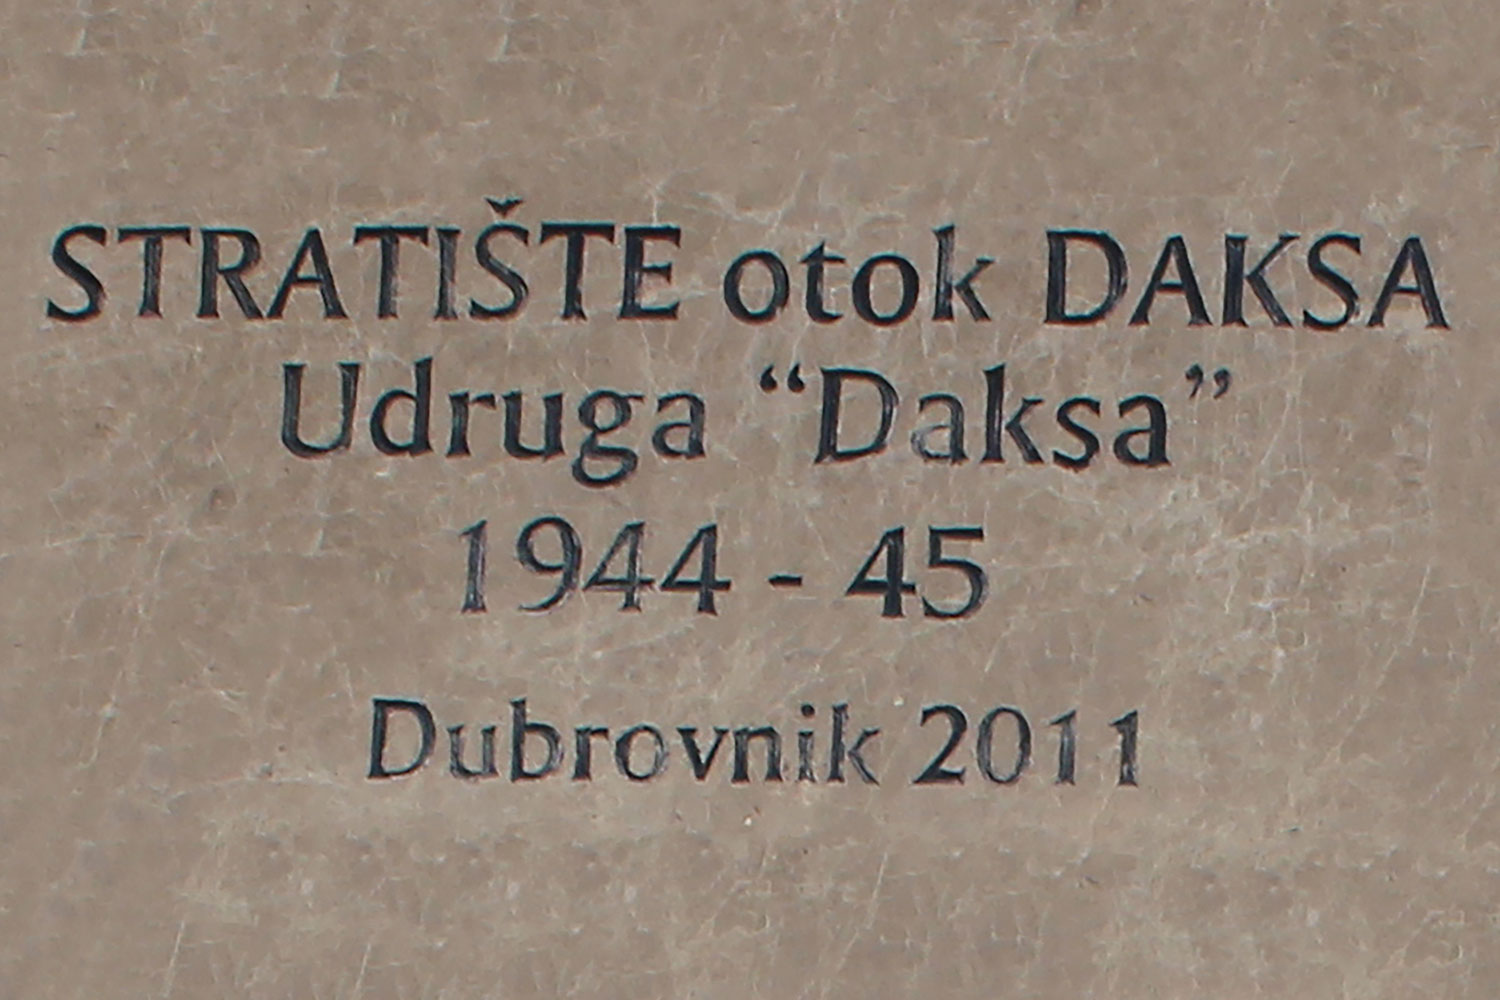 STRATIŠTE otok DAKSA
Udruga “Daksa”
1944 - 45
Dubrovnik 2011